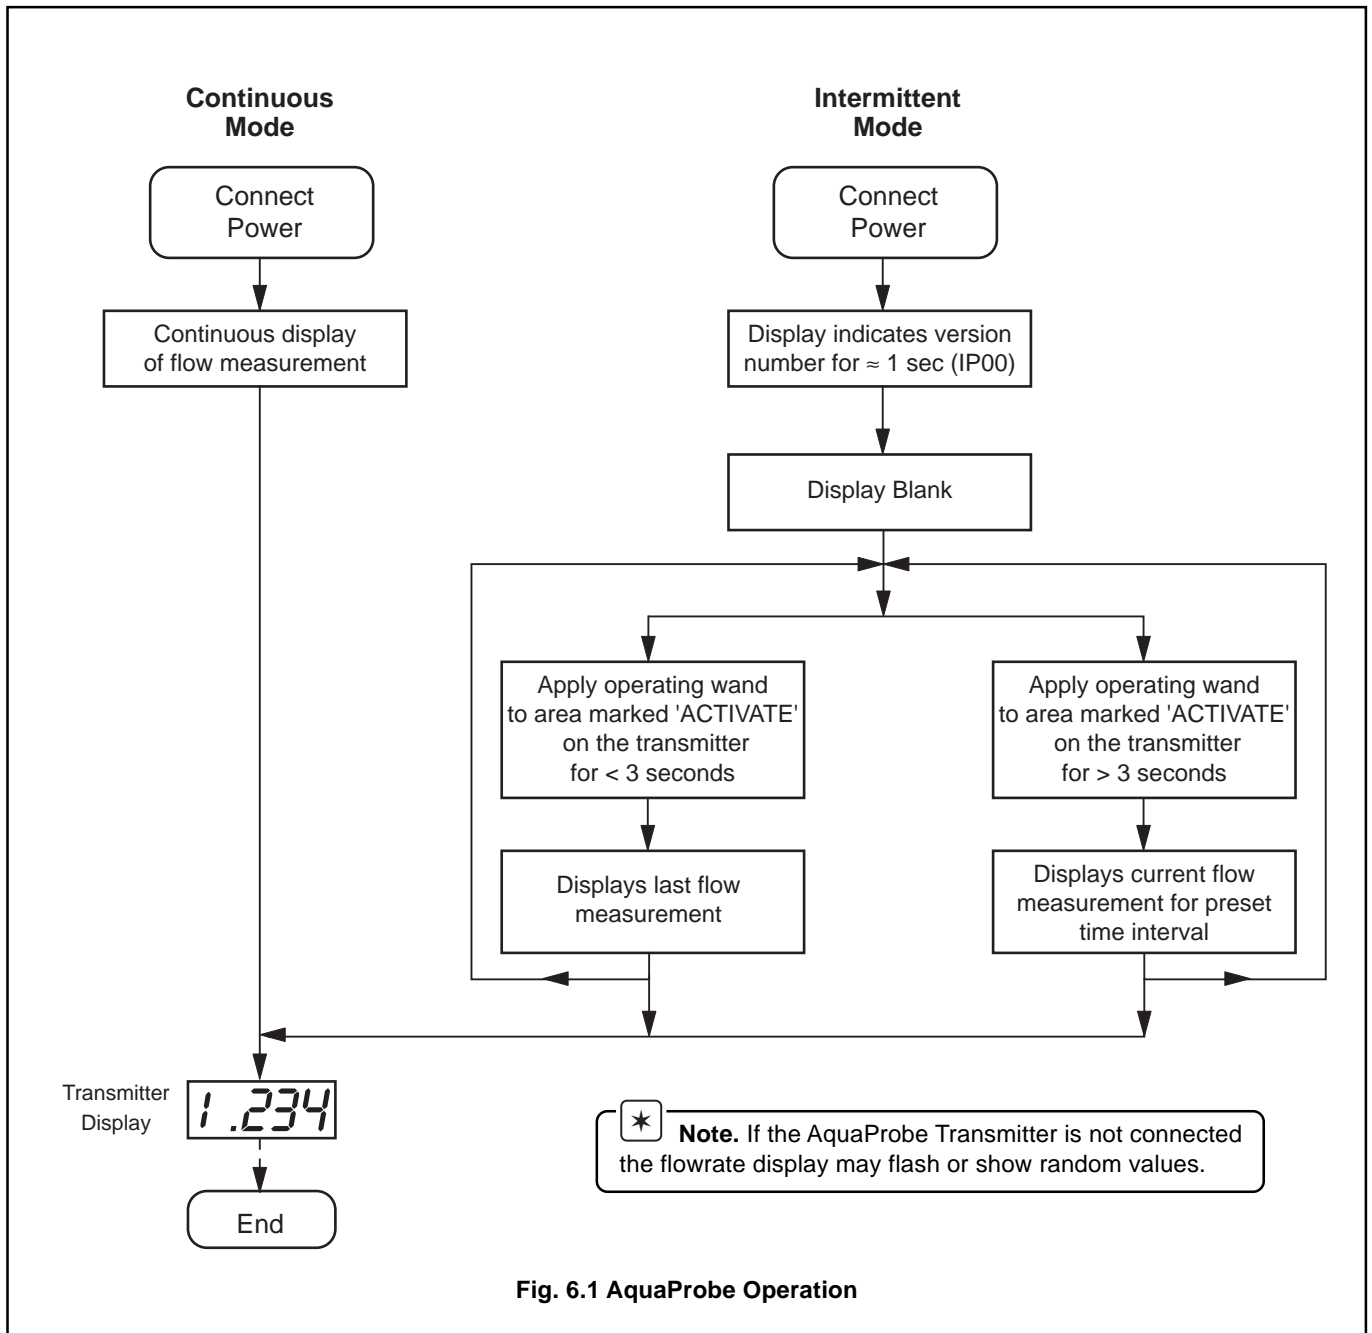 Continuous
Mode
Connect
Power
Continuous display
of flow measurement
Intermittent
Mode
Connect
Power
Display indicates version
number for ≈ 1 sec (IP00)
Display Blank
Apply operating wand
to area marked 'ACTIVATE'
on the transmitter
for < 3 seconds
Displays last flow
measurement
Apply operating wand
to area marked 'ACTIVATE'
on the transmitter
for > 3 seconds
Displays current flow
measurement for preset
time interval
Transmitter
Display
1.234
End
Note. If the AquaProbe Transmitter is not connected
the flowrate display may flash or show random values.
Fig. 6.1 AquaProbe Operation